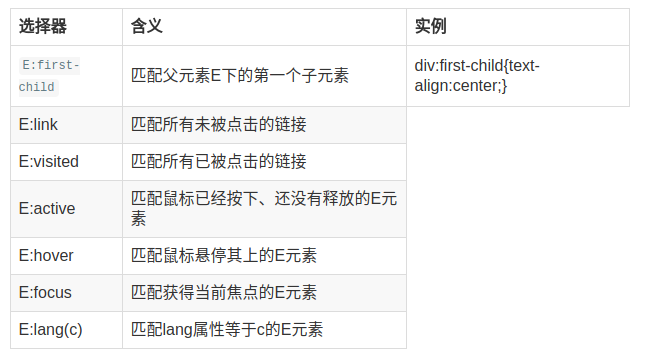 选择器 含义 实例
E:first-
child
匹配父元素E下的第一个子元素
div:first-child{text-
align:center;}
E:link 匹配所有未被点击的链接
E:visited 匹配所有已被点击的链接
E:active 匹配鼠标已经按下、还没有释放的E元
素
E:hover 匹配鼠标悬停其上的E元素
E:focus 匹配获得当前焦点的E元素
E:lang(c) 匹配lang属性等于c的E元素